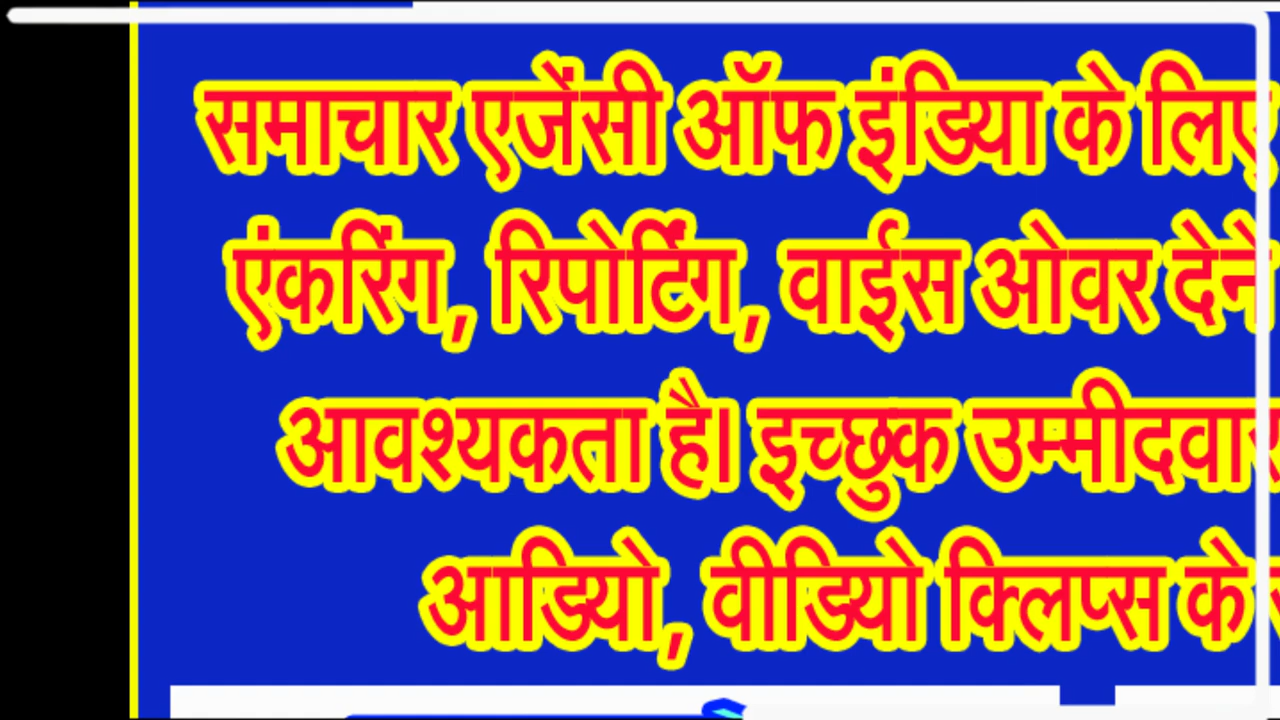 समाचार एजेंसी ऑफ इंडिया के लिए
एंकरिंग, रिपोर्टिंग, वाईस ओवर देने
आवश्यकता है। इच्छुक उम्मीदवार
आडियो, वीडियो क्लिप्स के